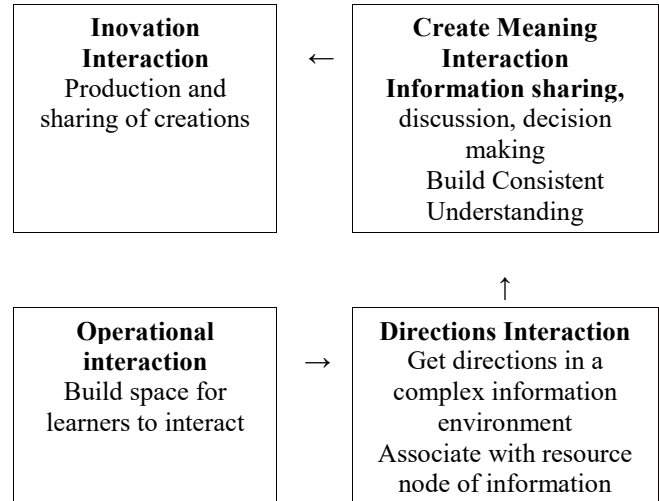 Inovation
Interaction
Production and
sharing of creations
←
Create Meaning
Interaction
Information sharing,
discussion, decision
making
Build Consistent
Understanding
↑
Operational
interaction
Build space for
learners to interact
→
Directions Interaction
Get directions in a
complex information
environment
Associate with resource
node of information